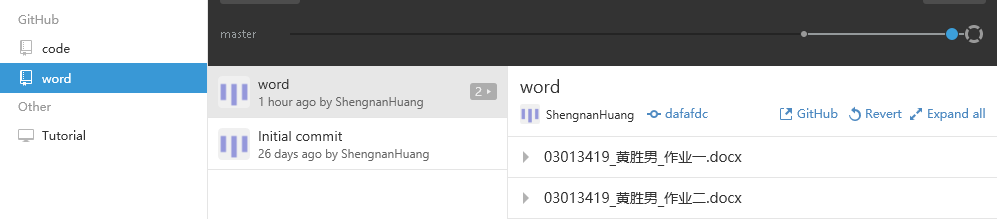 GitHub
code
word
Other
Tutorial
master
word
1 hour ago by ShengnanHuang
2
Initial commit
26 days ago by ShengnanHuang
word
ShengnanHuang
dafafdc
GitHub
Revert
Expand all
03013419_黄胜男_作业一.docx
03013419_黄胜男_作业二.docx